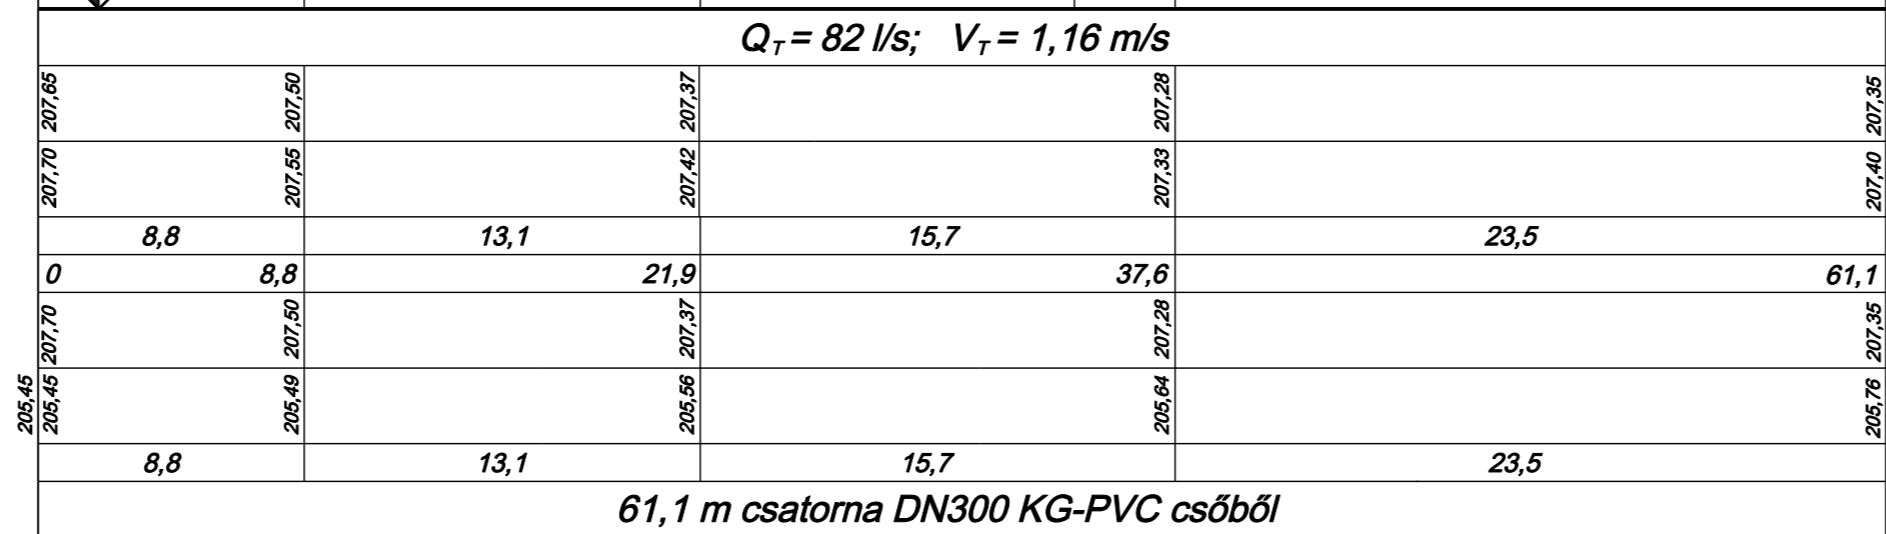 Q_T = 82 l/s; V_T = 1,16 m/s
207,65 207,50 207,37 207,28 207,35
207,70 207,55 207,42 207,33 207,40
8,8 13,1 15,7 23,5
0 8,8 21,9 37,6 61,1
207,70 207,50 207,37 207,28 207,35
205,45 205,45 205,49 205,56 205,64 205,76
8,8 13,1 15,7 23,5
61,1 m csatorna DN300 KG-PVC csőből